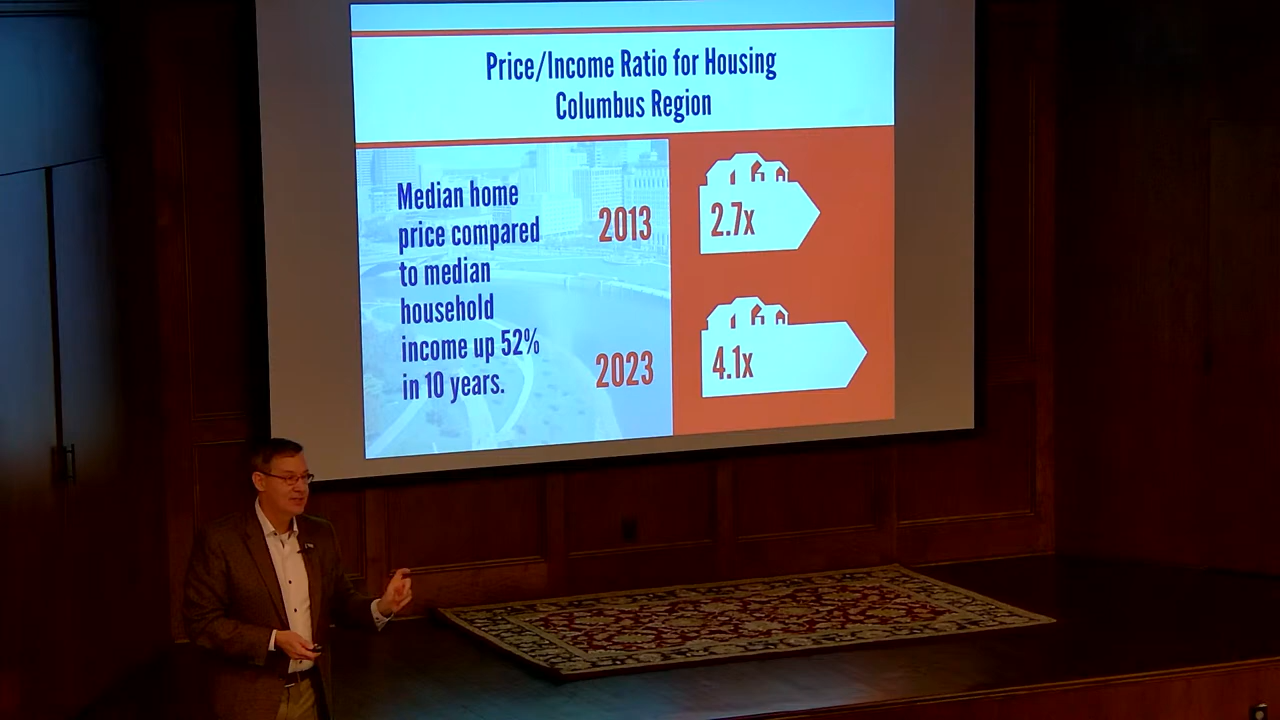 Price/Income Ratio for Housing
Columbus Region
Median home
price compared
to median
household
income up 52%
in 10 years.
2013
2.7x
2023
4.1x